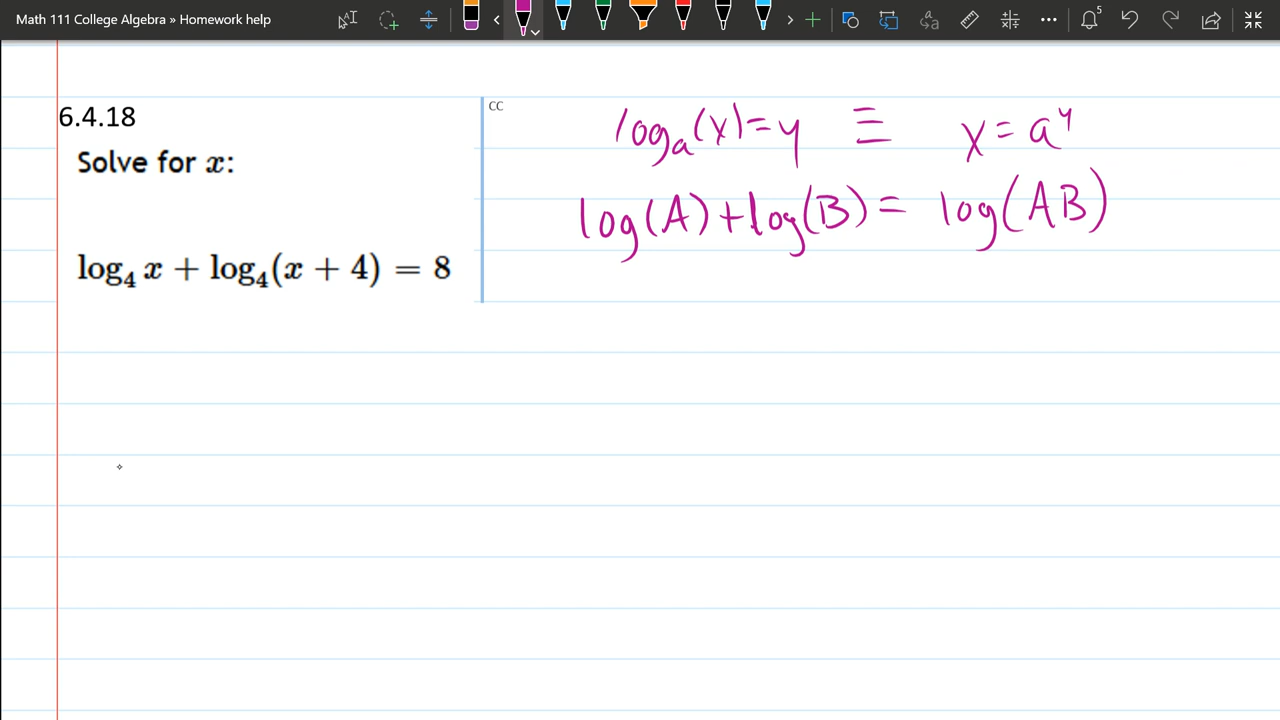 Math 111 College Algebra » Homework help
5
6.4.18
Solve for x:
log₄ x + log₄(x + 4) = 8
CC
logₐ(x) = y ≡ x = a^y
log(A) + log(B) = log(AB)